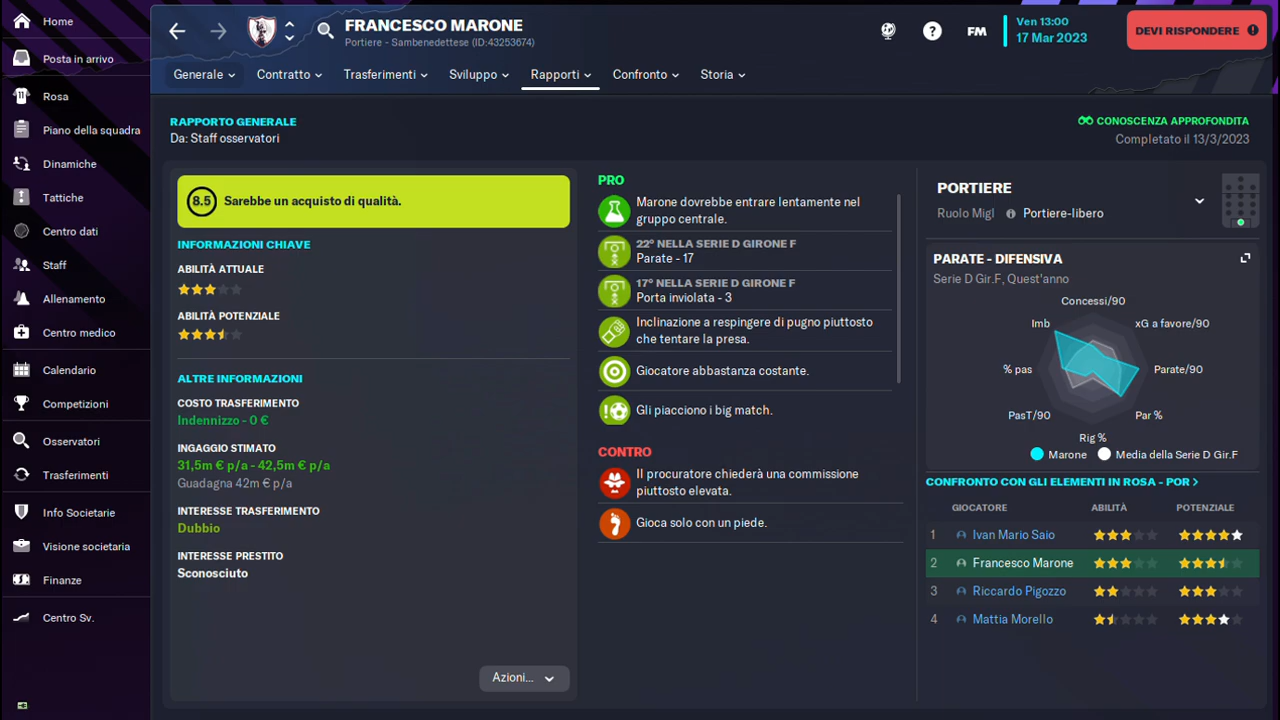 Home
Posta in arrivo
Rosa
Piano della squadra
Dinamiche
Tattiche
Centro dati
Staff
Allenamento
Centro medico
Calendario
Competizioni
Osservatori
Trasferimenti
Info Societarie
Visione societaria
Finanze
Centro Sv.
FRANCESCO MARONE
Portiere - Sambenedettese (ID:43253674)
FM
Ven 13:00
17 Mar 2023
DEVI RISPONDERE
Generale
Contratto
Trasferimenti
Sviluppo
Rapporti
Confronto
Storia
RAPPORTO GENERALE
Da: Staff osservatori
CONOSCENZA APPROFONDITA
Completato il 13/3/2023
8.5 Sarebbe un acquisto di qualità.
INFORMAZIONI CHIAVE
ABILITÀ ATTUALE
ABILITÀ POTENZIALE
ALTRE INFORMAZIONI
COSTO TRASFERIMENTO
Indennizzo - 0 €
INGAGGIO STIMATO
31,5m € p/a - 42,5m € p/a
Guadagna 42m € p/a
INTERESSE TRASFERIMENTO
Dubbio
INTERESSE PRESTITO
Sconosciuto
Azioni...
PRO
Marone dovrebbe entrare lentamente nel
gruppo centrale.
22º NELLA SERIE D GIRONE F
Parate - 17
17º NELLA SERIE D GIRONE F
Porta inviolata - 3
Inclinazione a respingere di pugno piuttosto
che tentare la presa.
Giocatore abbastanza costante.
Gli piacciono i big match.
CONTRO
Il procuratore chiederà una commissione
piuttosto elevata.
Gioca solo con un piede.
PORTIERE
Ruolo Migl Portiere-libero
PARATE - DIFENSIVA
Serie D Gir.F, Quest'anno
Concessi/90
Imb
xG a favore/90
% pas
Parate/90
PasT/90
Par %
Rig %
Marone
Media della Serie D Gir.F
CONFRONTO CON GLI ELEMENTI IN ROSA - POR >
GIOCATORE ABILITÀ POTENZIALE
1 Ivan Mario Saio
2 Francesco Marone
3 Riccardo Pigozzo
4 Mattia Morello